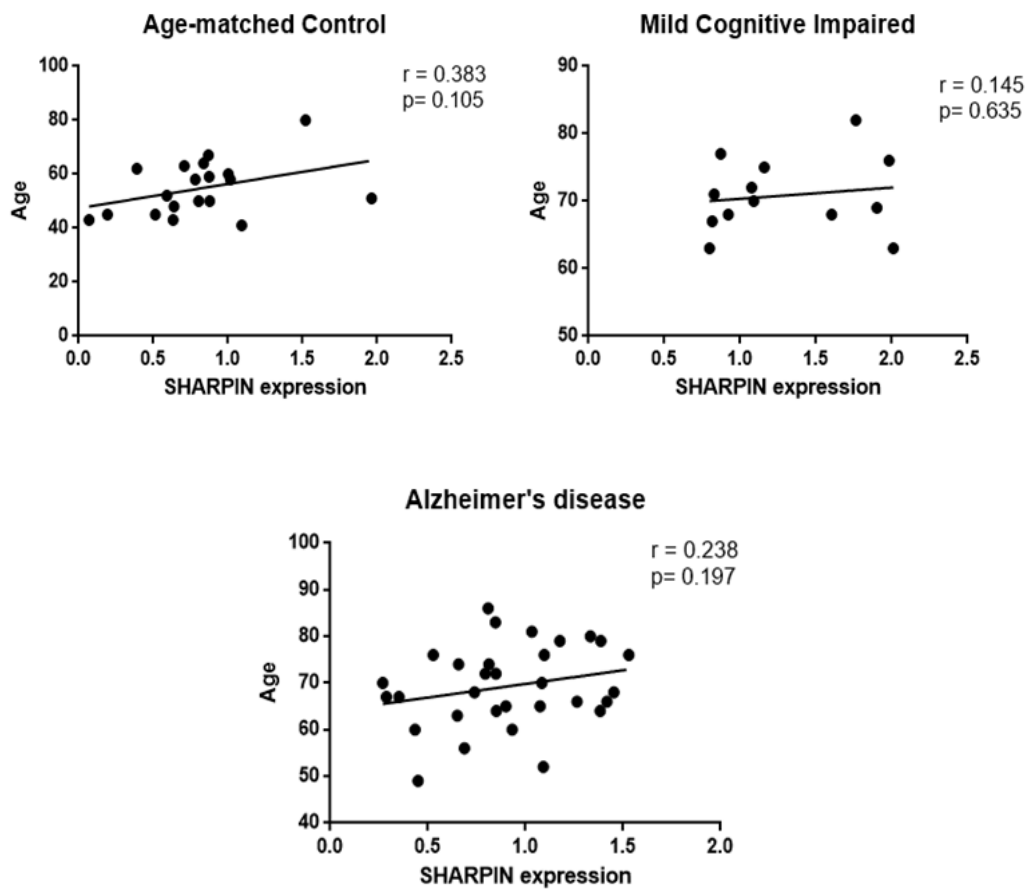 Age-matched Control
r = 0.383
p= 0.105
100
80
60
40
20
0
Age
0.0 0.5 1.0 1.5 2.0 2.5
SHARPIN expression
Mild Cognitive Impaired
r = 0.145
p= 0.635
90
80
70
60
50
Age
0.0 0.5 1.0 1.5 2.0 2.5
SHARPIN expression
Alzheimer's disease
r = 0.238
p= 0.197
100
90
80
70
60
50
40
Age
0.0 0.5 1.0 1.5 2.0
SHARPIN expression